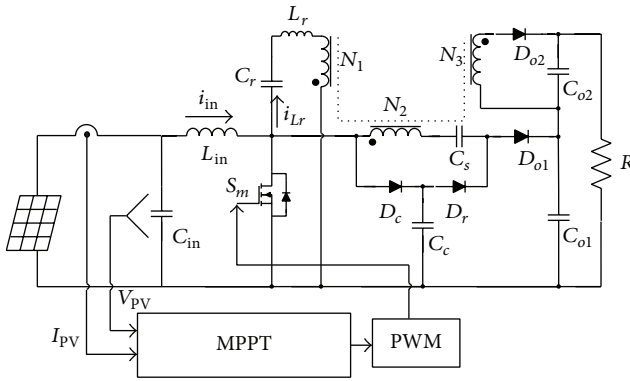 L_r
N_1
N_3
D_o2
C_o2
C_r
i_in
i_Lr
N_2
L_in
C_s
D_o1
R
S_m
D_c
D_r
C_in
C_c
C_o1
V_PV
I_PV
MPPT
PWM